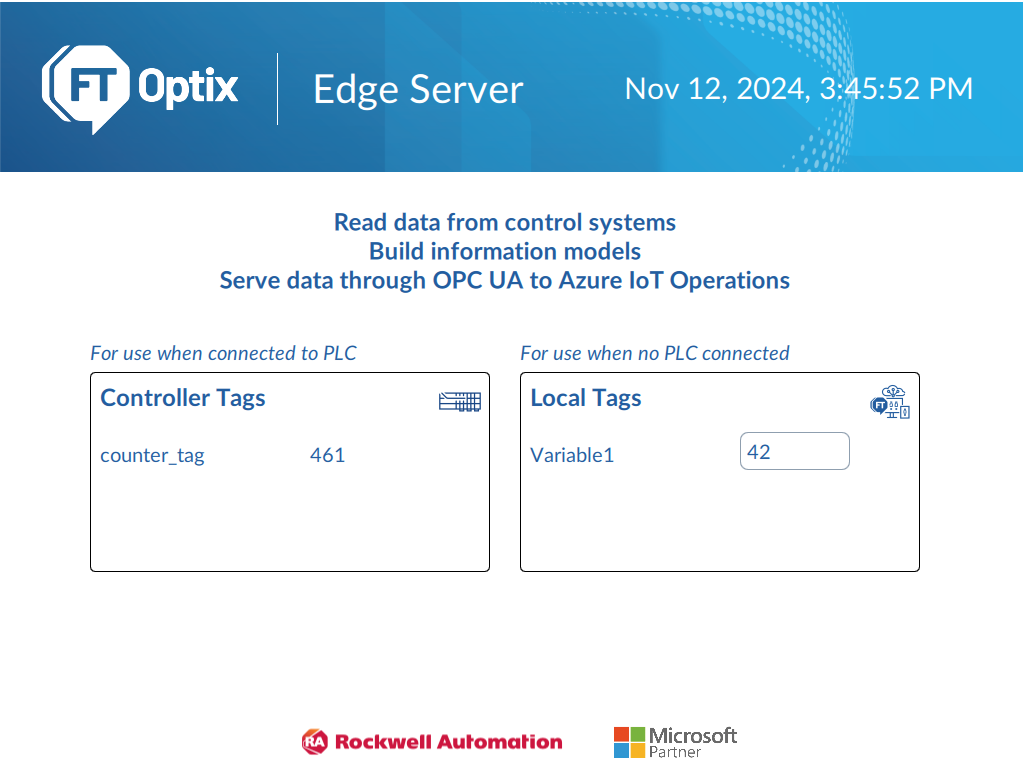 FT Optix
Edge Server
Nov 12, 2024, 3:45:52 PM
Read data from control systems
Build information models
Serve data through OPC UA to Azure IoT Operations
For use when connected to PLC
For use when no PLC connected
Controller Tags
Local Tags
FT
counter_tag 461
Variable1 42
RA Rockwell Automation
Microsoft
Partner